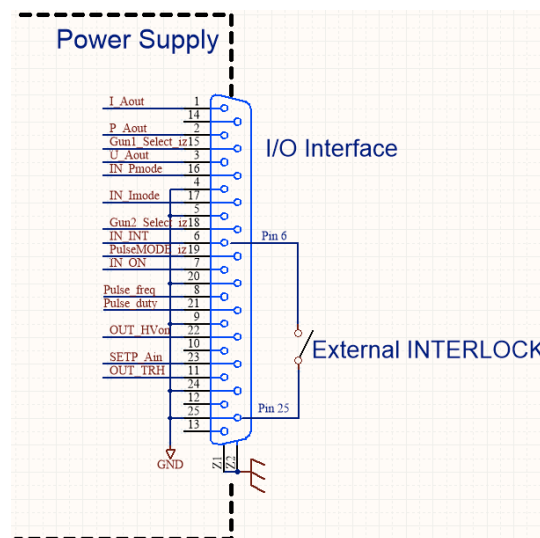 Power Supply
I/O Interface
I_Aout 1
14
P_Aout 2
Gun1_Select_iz 15
U_Aout 3
IN_Pmode 16
4
IN_Imode 17
5
Gun2_Select_iz 18
IN_INT 6
Pin 6
PulseMODE_iz 19
IN_ON 7
20
Pulse_freq 8
Pulse_duty 21
9
OUT_HVon 22
10
External INTERLOCK
SETP_Ain 23
OUT_TRH 11
24
12
25
Pin 25
13
GND
Z1
Z2